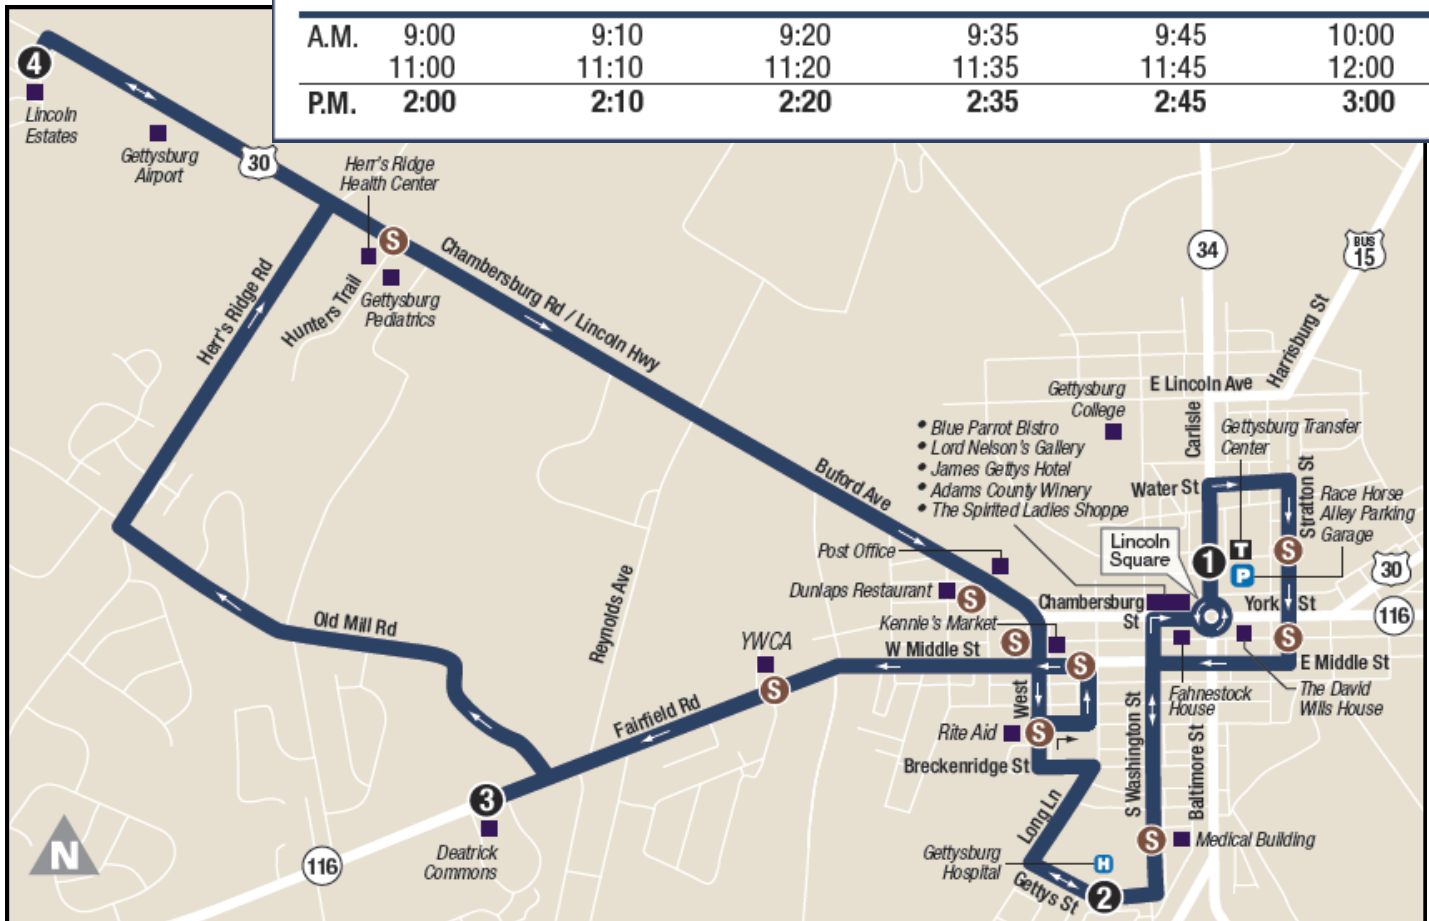 A.M. 9:00 9:10 9:20 9:35 9:45 10:00
11:00 11:10 11:20 11:35 11:45 12:00
P.M. 2:00 2:10 2:20 2:35 2:45 3:00
4
Lincoln
Estates
Gettysburg
Airport
30
Herr's Ridge
Health Center
S
Gettysburg
Pediatrics
Hunters Trail
Herr's Ridge Rd
Chambersburg Rd / Lincoln Hwy
34
BUS
15
Harrisburg St
E Lincoln Ave
Carlisle
Gettysburg
College
• Blue Parrot Bistro
• Lord Nelson's Gallery
• James Gettys Hotel
• Adams County Winery
• The Spirited Ladies Shoppe
Gettysburg Transfer
Center
Water St
Stratton St
Race Horse
Alley Parking
Garage
Buford Ave
Post Office
Lincoln
Square
1
T
P
S
30
Dunlaps Restaurant
S
Chambersburg
St
York St
116
Kennie's Market
S
S
W Middle St
S
E Middle St
Old Mill Rd
Reynolds Ave
YWCA
S
Fairfield Rd
West
Fahnestock
House
The David
Wills House
Rite Aid
S
Breckenridge St
S Washington St
Baltimore St
3
Deatrick
Commons
116
N
Long Ln
S
Medical Building
Gettysburg
Hospital
H
Gettys St
2